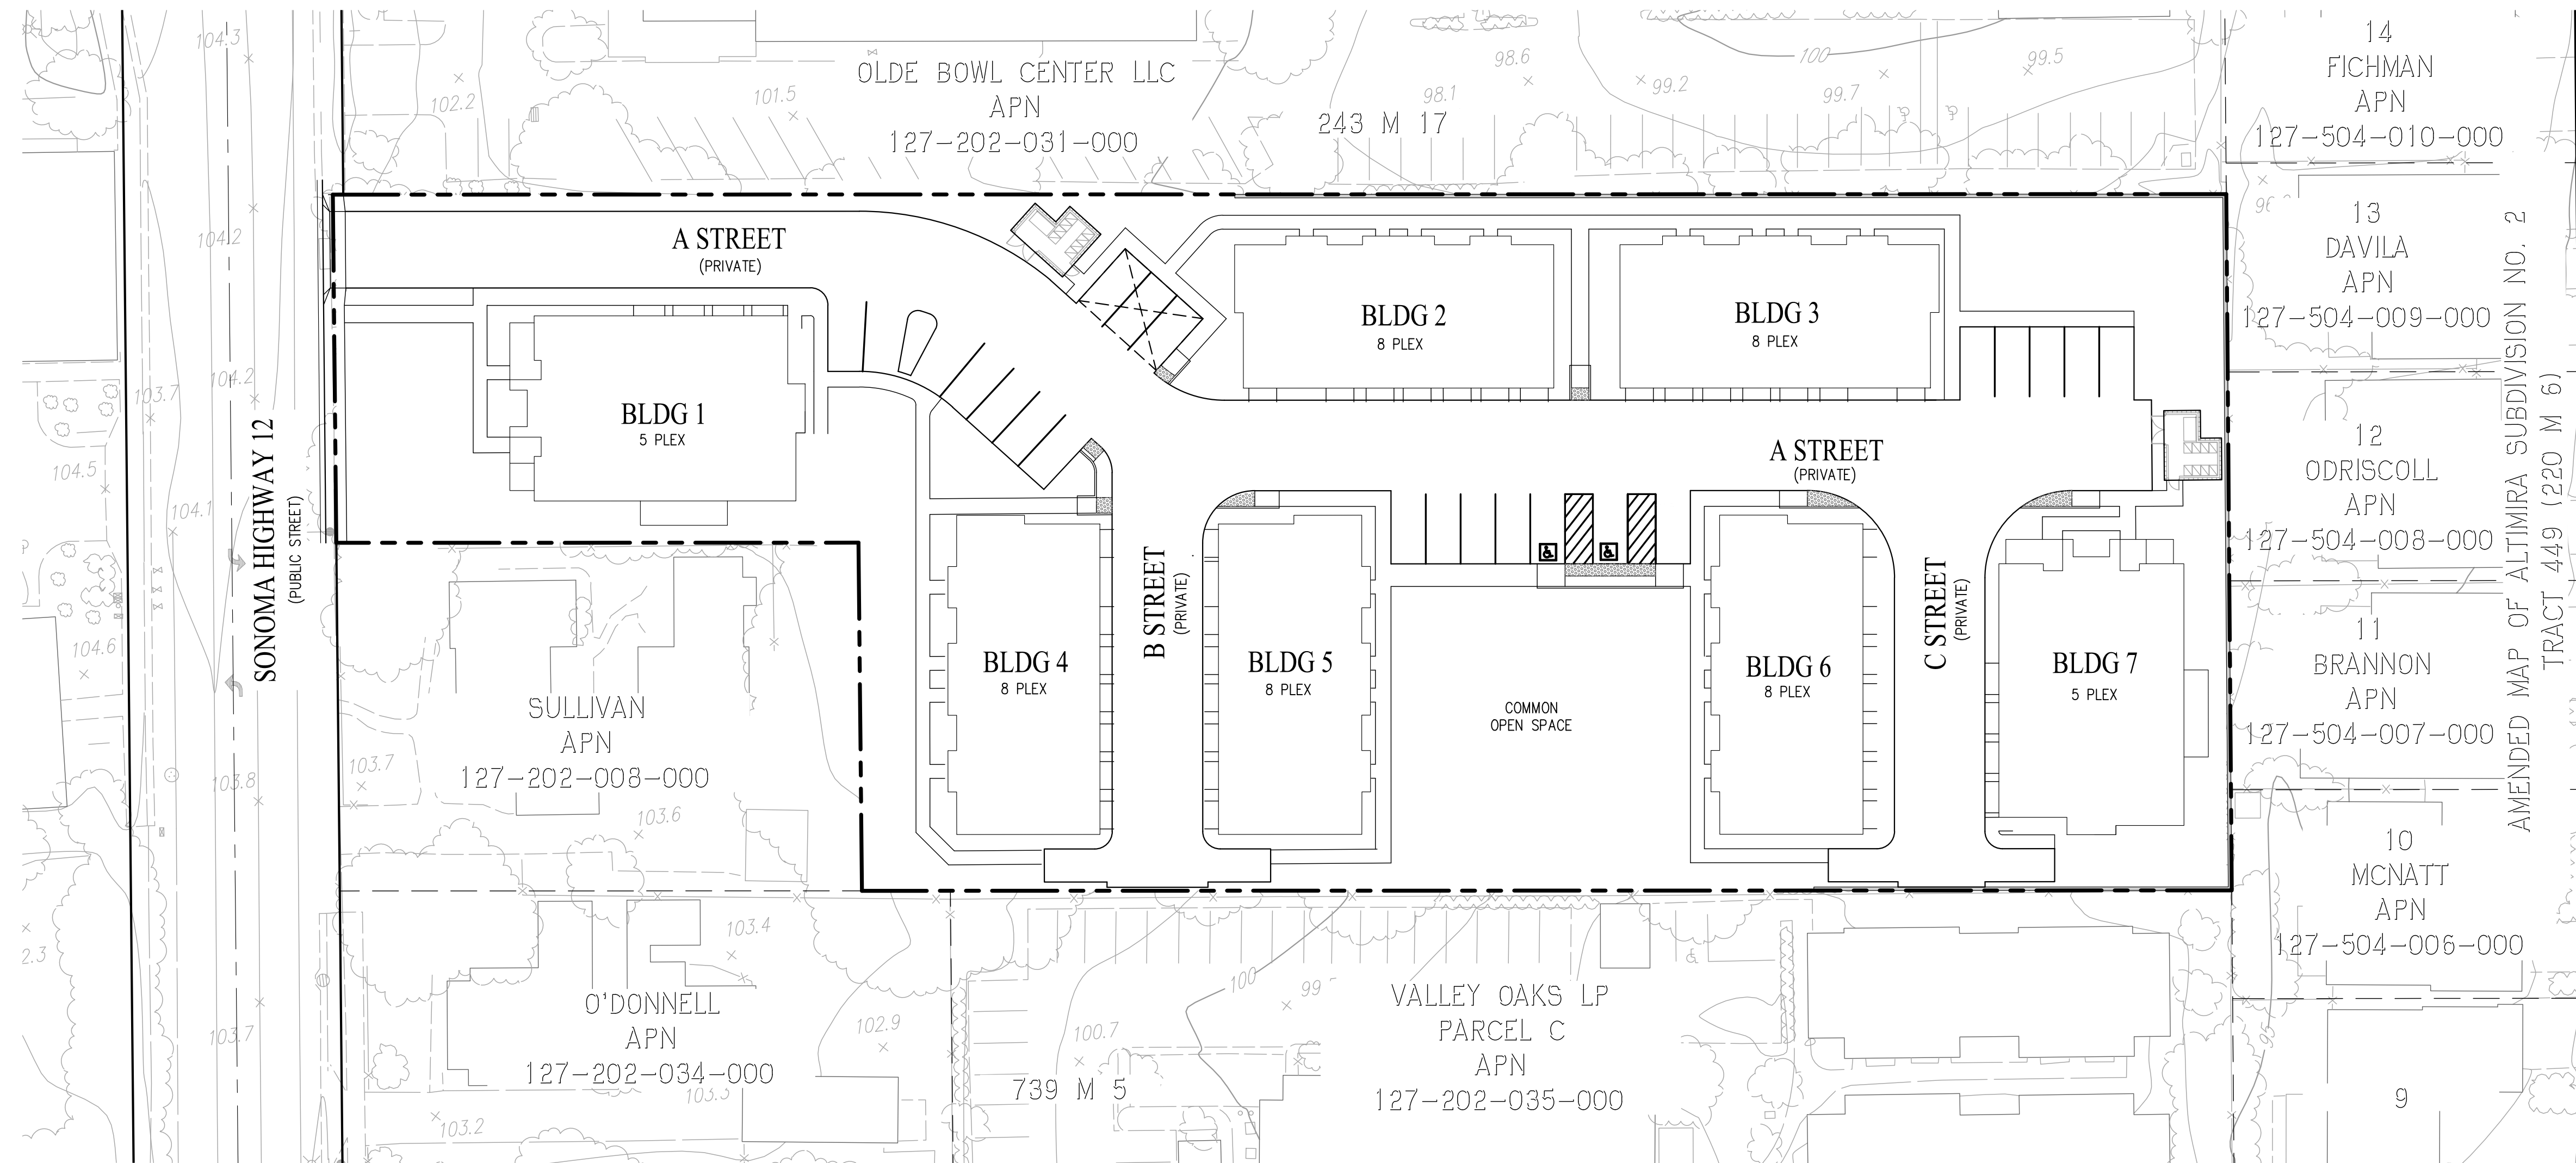 104.3
102.2
101.5
OLDE BOWL CENTER LLC
APN
127-202-031-000
98.6
98.1
243 M 17
99.2
100
99.7
99.5
14
FICHMAN
APN
127-504-010-000
104.2
A STREET
(PRIVATE)
13
DAVILA
APN
127-504-009-000
BLDG 2
8 PLEX
BLDG 3
8 PLEX
104.2
103.7
BLDG 1
5 PLEX
104.5
104.1
SONOMA HIGHWAY 12
(PUBLIC STREET)
A STREET
(PRIVATE)
12
ODRISCOLL
APN
127-504-008-000
AMENDED MAP OF ALTIMIRA SUBDIVISION NO. 2
TRACT 449 (220 M 6)
104.6
SULLIVAN
APN
127-202-008-000
103.7
103.8
103.6
BLDG 4
8 PLEX
B STREET
(PRIVATE)
BLDG 5
8 PLEX
COMMON
OPEN SPACE
BLDG 6
8 PLEX
C STREET
(PRIVATE)
BLDG 7
5 PLEX
11
BRANNON
APN
127-504-007-000
10
MCNATT
APN
127-504-006-000
2.3
103.7
103.4
O'DONNELL
APN
127-202-034-000
102.9
103.3
103.2
100.7
739 M 5
100
99
VALLEY OAKS LP
PARCEL C
APN
127-202-035-000
95
9